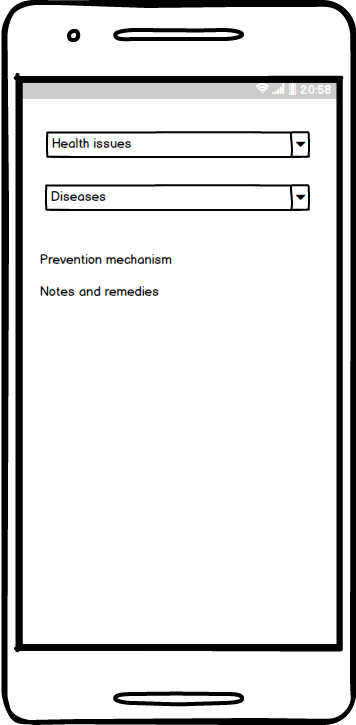 20:58
Health issues
Diseases
Prevention mechanism
Notes and remedies